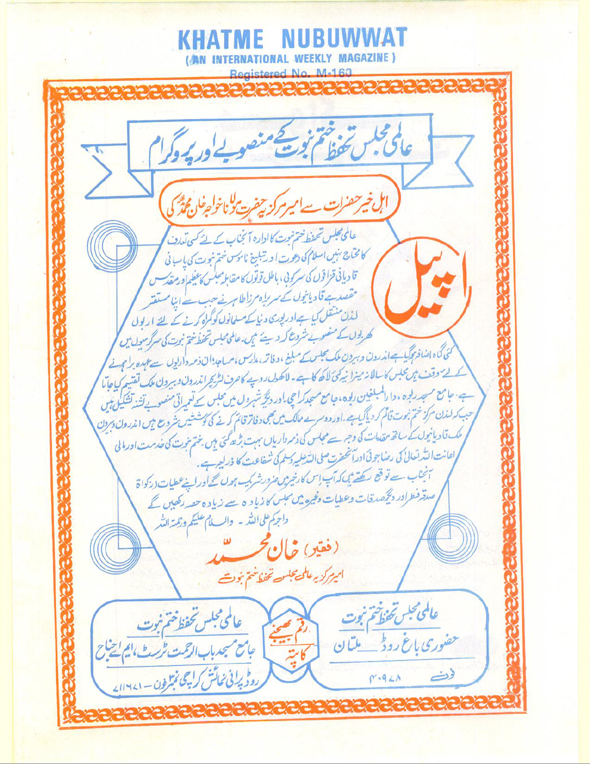 KHATME NUBUWWAT
(AN INTERNATIONAL WEEKLY MAGAZINE)
Registered No. M-160
عالمی مجلس تحفظ ختم نبوت کے منصوبے اور پروگرام
اہل خیر حضرات سے امیر مرکزیہ حضرت مولانا خواجہ خان محمد کی
اپیل
عالمی مجلس تحفظ ختم نبوت کا ادارہ آنجناب کے لئے کسی تعارف
کا محتاج نہیں اسلام کی دعوت اور تبلیغ ناموس ختم نبوت کی پاسبانی
قادیانی قزاقوں کی سرکوبی، باطل قوتوں کا مقابلہ مجلس کا عظیم اور مقدس
مقصد ہے قادیانیوں کے سربراہ مرزا طاہر نے جب سے اپنا مستقر
لندن منتقل کیا ہے اور پوری دنیا کے مسلمانوں کو گمراہ کرنے کے لئے اربوں
کھربوں کے منصوبے شروع کر دئیے ہیں، عالمی مجلس تحفظ ختم نبوت کی سرگرمیوں میں
کئی گناہ اضافہ ہو گیا ہے اندرون و بیرون ملک مجلس کے مبلغ، دفاتر، مدارس، مساجد ان ذمہ داریوں سے عہدہ برا ہونے
کے لئے وقف ہیں مجلس کا سالانہ میزانیہ کئی لاکھ کا ہے۔ لاکھوں روپے کا صرف لٹریچر اندرون و بیرون ملک تقسیم کیا جاتا
ہے، جامع مسجد ربوہ، دار المبلغین ربوہ، جامع مسجد کراچی اور دیگر شہروں میں مجلس کے تعمیراتی منصوبے تشنہ تکمیل ہیں
جب کہ لندن مرکز ختم نبوت قائم کر دیا گیا ہے۔ اور دوسرے ممالک میں بھی دفاتر قائم کرنے کی کوششیں شروع ہیں اندرون و بیرون
ملک قادیانیوں کے ساتھ مقدمات کی وجہ سے مجلس کی ذمہ داریاں بہت بڑھ گئی ہیں ختم نبوت کی خدمت اور مالی
اعانت اللہ تعالیٰ کی رضا جوئی اور آنحضرت صلی اللہ علیہ وسلم کی شفاعت کا ذریعہ ہے۔
آنجناب سے توقع رکھتے ہیں کہ آپ اس کار خیر میں ضرور شریک ہوں گے اور اپنے عطیات زکوٰۃ
صدقہ فطر اور دیگر صدقات و عطیات وغیرہ میں مجلس کا زیادہ سے زیادہ حصہ رکھیں گے
واجرکم علی اللہ - والسلام علیکم ورحمۃ اللہ
(فقیر) خان محمد
امیر مرکزیہ عالمی مجلس تحفظ ختم نبوت
رقم بھیجنے
کا پتہ
عالمی مجلس تحفظ ختم نبوت
حضوری باغ روڈ ملتان
فون ۴۰۹۷۸
عالمی مجلس تحفظ ختم نبوت
جامع مسجد باب الرحمت ٹرسٹ، ایم اے جناح
روڈ پرانی نمائش کراچی نمبر ۳ فون - ۷۱۱۶۷۱